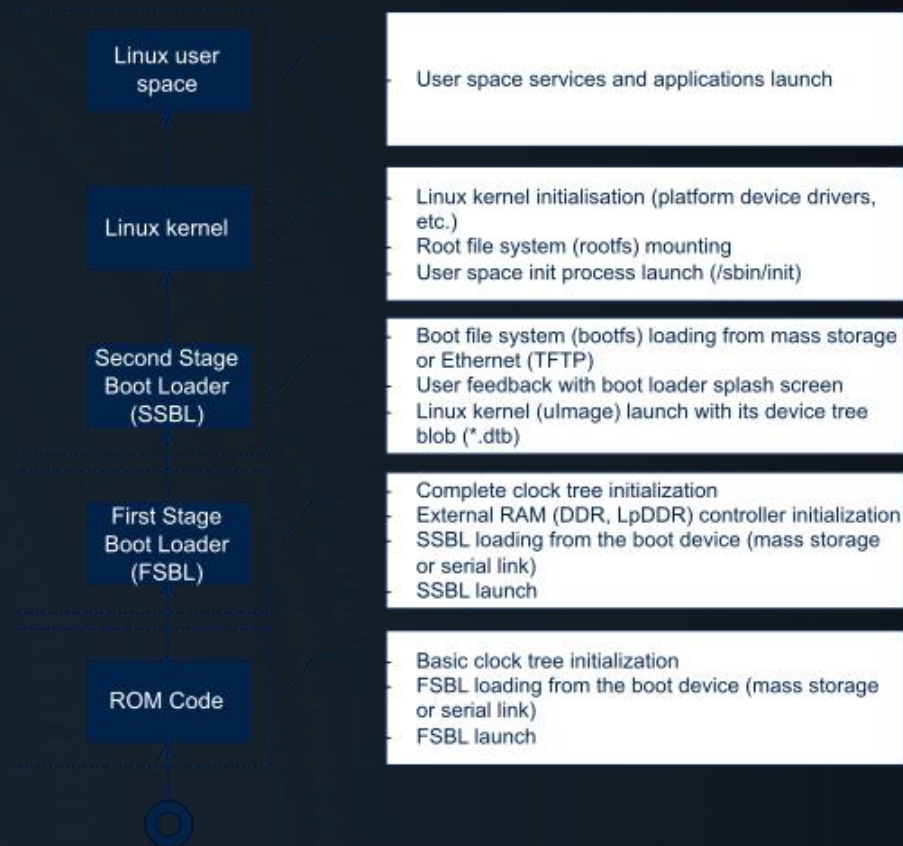 Linux user
space
- User space services and applications launch
Linux kernel
- Linux kernel initialisation (platform device drivers,
etc.)
- Root file system (rootfs) mounting
- User space init process launch (/sbin/init)
Second Stage
Boot Loader
(SSBL)
- Boot file system (bootfs) loading from mass storage
or Ethernet (TFTP)
- User feedback with boot loader splash screen
- Linux kernel (uImage) launch with its device tree
blob (*.dtb)
First Stage
Boot Loader
(FSBL)
- Complete clock tree initialization
- External RAM (DDR, LpDDR) controller initialization
- SSBL loading from the boot device (mass storage
or serial link)
- SSBL launch
ROM Code
- Basic clock tree initialization
- FSBL loading from the boot device (mass storage
or serial link)
- FSBL launch